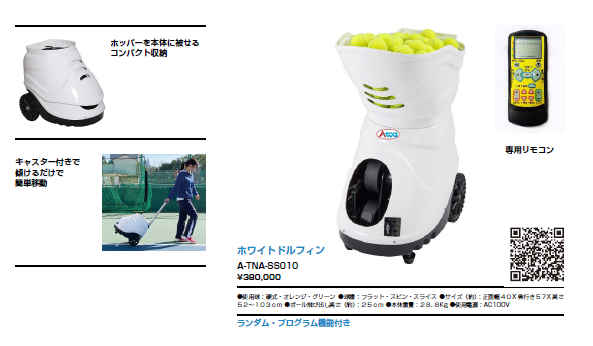 ホッパーを本体に被せる
コンパクト収納
キャスター付きで
傾けるだけで
簡単移動
Atog
専用リモコン
ホワイトドルフィン
A-TNA-SS010
¥380,000
●使用球:硬式・オレンジ・グリーン ●球種:フラット・スピン・スライス ●サイズ(約):正面幅40X奥行き57X高さ
52〜103cm ●ボール飛び出し高さ(約):25cm ●本体重量:28.8Kg ●使用電源:AC100V
ランダム・プログラム機能付き